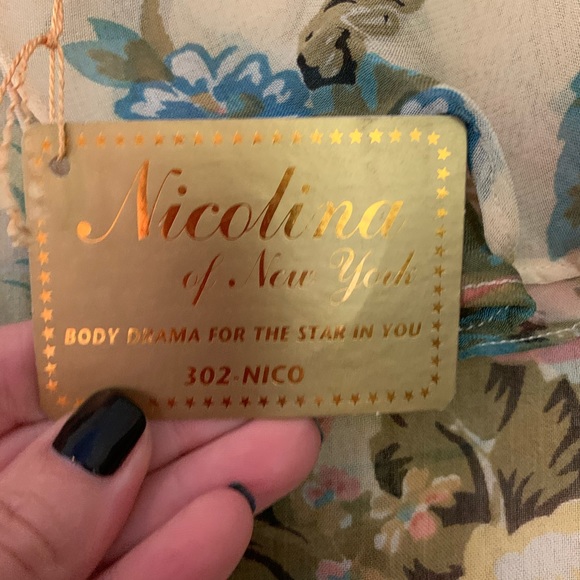 Nicolina
of New York
BODY DRAMA FOR THE STAR IN YOU
302-NICO